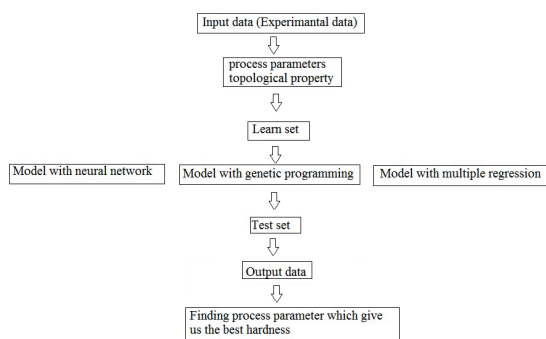 Input data (Experimantal data)
process parameters
topological property
Learn set
Model with neural network
Model with genetic programming
Model with multiple regression
Test set
Output data
Finding process parameter which give
us the best hardness